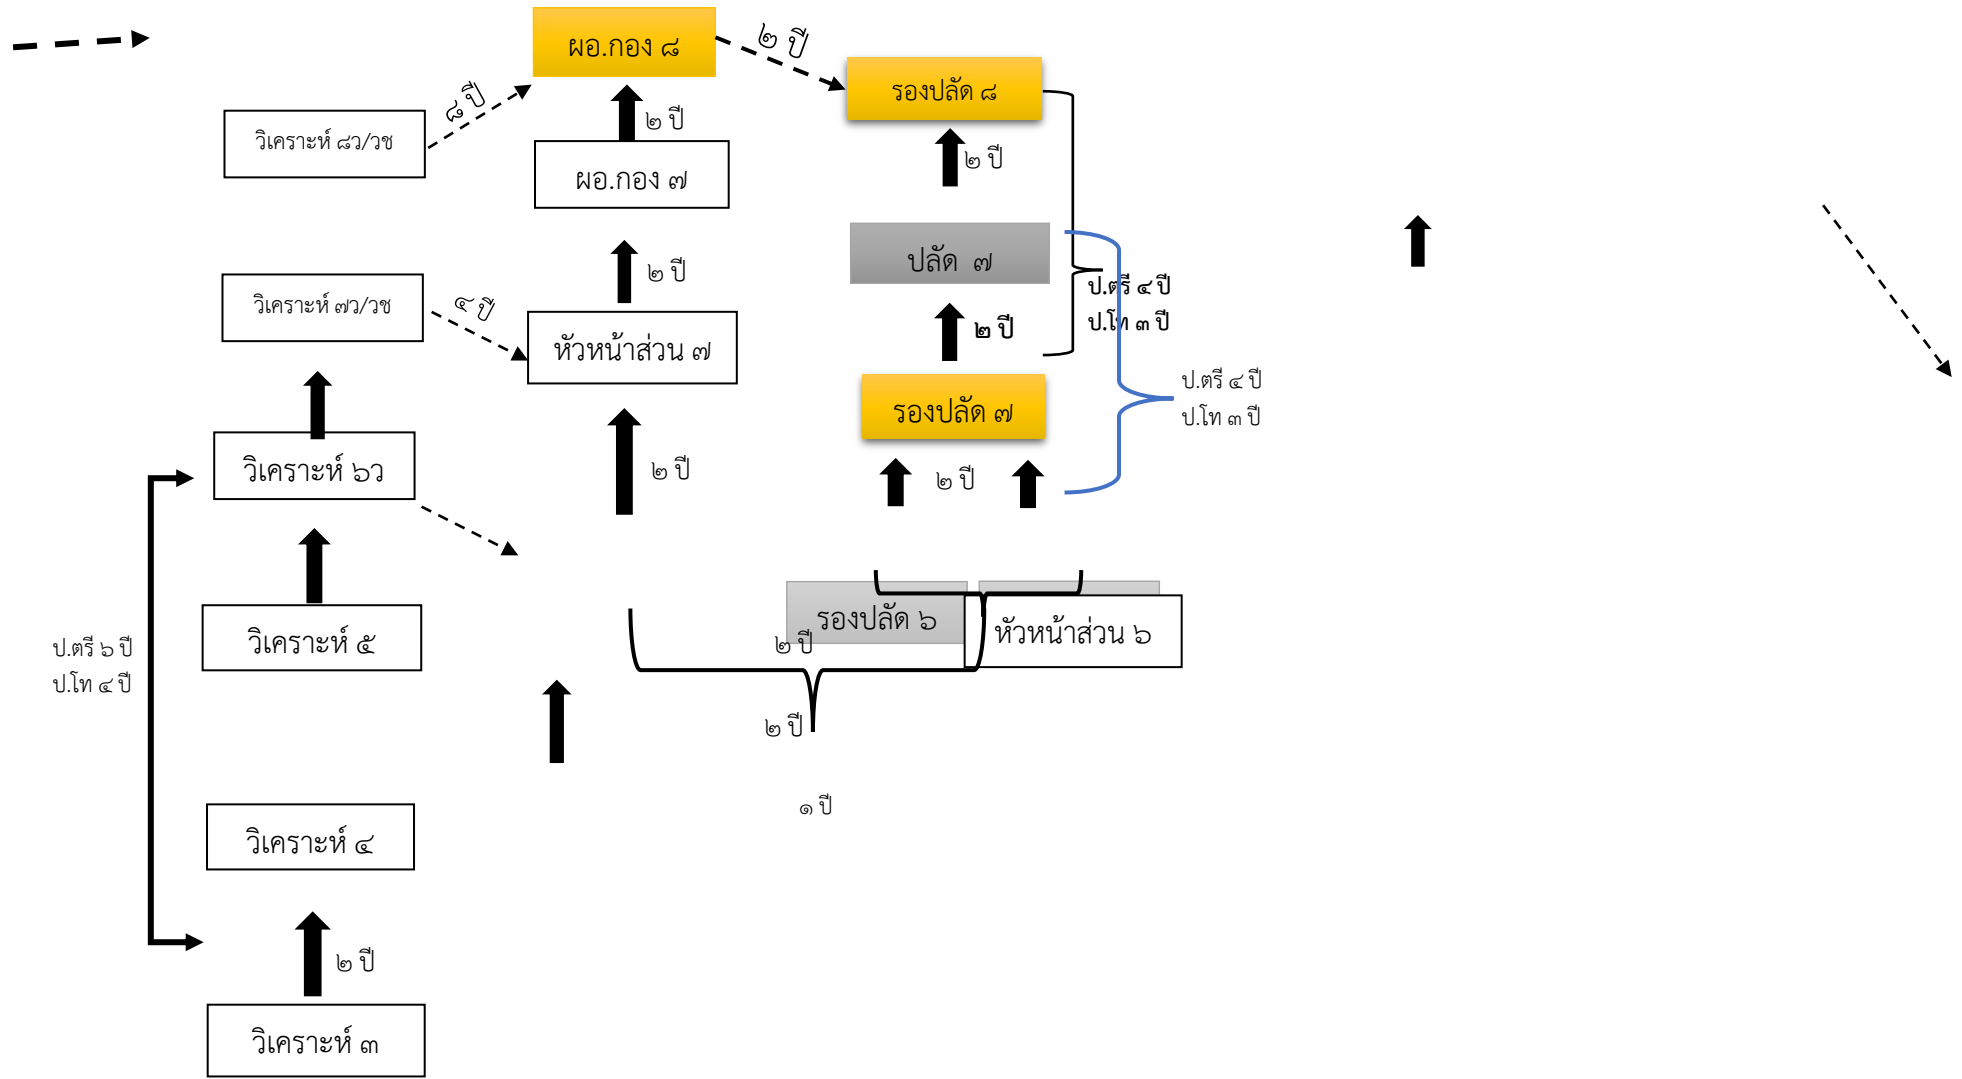 ผอ.กอง ๘
๒ ปี
รองปลัด ๘
๘ ปี
๒ ปี
วิเคราะห์ ๘ว/วช
๒ ปี
ผอ.กอง ๗
ปลัด ๗
๒ ปี
ป.ตรี ๔ ปี
ป.โท ๓ ปี
วิเคราะห์ ๗ว/วช
๔ ปี
๒ ปี
หัวหน้าส่วน ๗
ป.ตรี ๔ ปี
ป.โท ๓ ปี
รองปลัด ๗
วิเคราะห์ ๖ว
๒ ปี
๒ ปี
รองปลัด ๖
หัวหน้าส่วน ๖
วิเคราะห์ ๕
๒ ปี
ป.ตรี ๖ ปี
ป.โท ๔ ปี
๒ ปี
๑ ปี
วิเคราะห์ ๔
๒ ปี
วิเคราะห์ ๓